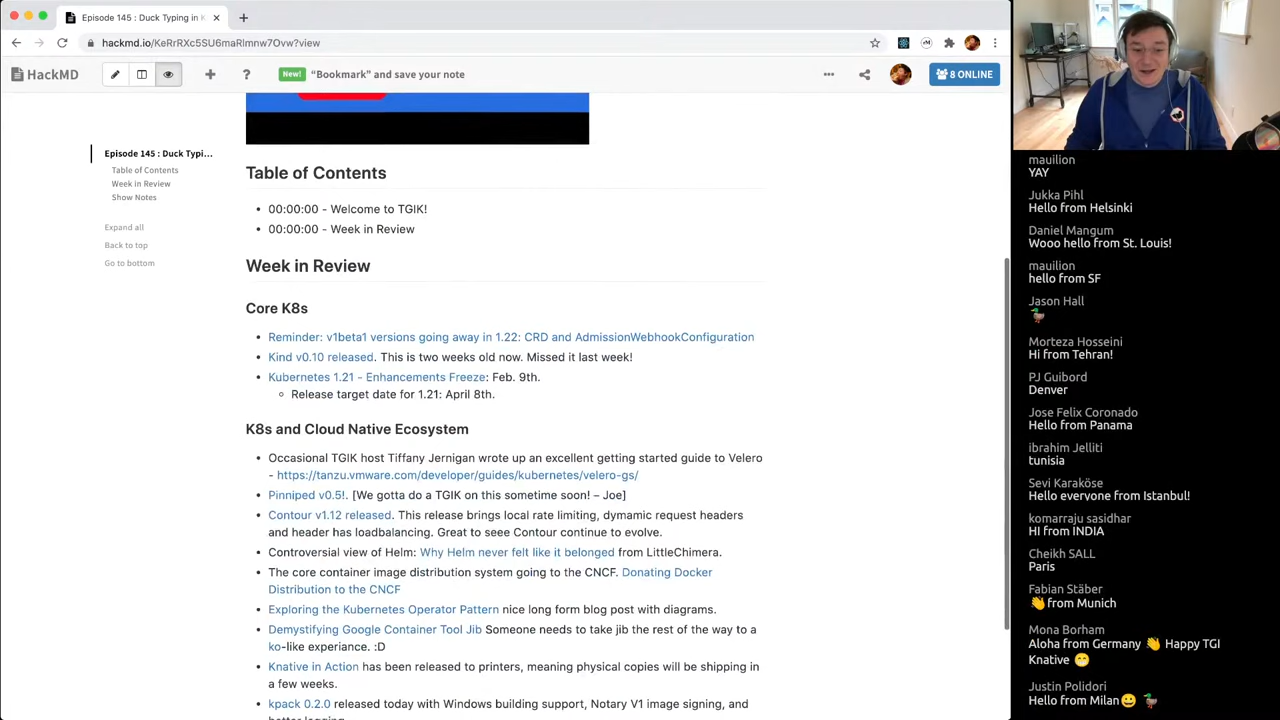 Episode 145 : Duck Typing in K
hackmd.io/KeRrRXc5SU6maRlmnw7Ovw?view
HackMD
New! "Bookmark" and save your note
8 ONLINE
Episode 145 : Duck Typi...
Table of Contents
Week in Review
Show Notes
Expand all
Back to top
Go to bottom
Table of Contents
• 00:00:00 - Welcome to TGIK!
• 00:00:00 - Week in Review
Week in Review
Core K8s
• Reminder: v1beta1 versions going away in 1.22: CRD and AdmissionWebhookConfiguration
• Kind v0.10 released. This is two weeks old now. Missed it last week!
• Kubernetes 1.21 - Enhancements Freeze: Feb. 9th.
◦ Release target date for 1.21: April 8th.
K8s and Cloud Native Ecosystem
• Occasional TGIK host Tiffany Jernigan wrote up an excellent getting started guide to Velero
- https://tanzu.vmware.com/developer/guides/kubernetes/velero-gs/
• Pinniped v0.5!. [We gotta do a TGIK on this sometime soon! – Joe]
• Contour v1.12 released. This release brings local rate limiting, dymamic request headers
and header has loadbalancing. Great to seee Contour continue to evolve.
• Controversial view of Helm: Why Helm never felt like it belonged from LittleChimera.
• The core container image distribution system going to the CNCF. Donating Docker
Distribution to the CNCF
• Exploring the Kubernetes Operator Pattern nice long form blog post with diagrams.
• Demystifying Google Container Tool Jib Someone needs to take jib the rest of the way to a
ko-like experiance. :D
• Knative in Action has been released to printers, meaning physical copies will be shipping in
a few weeks.
• kpack 0.2.0 released today wih Windows building support, Notary V1 image signing, and
better logging
mauilion
YAY
Jukka Pihl
Hello from Helsinki
Daniel Mangum
Wooo hello from St. Louis!
mauilion
hello from SF
Jason Hall
🦆
Morteza Hosseini
Hi from Tehran!
PJ Guibord
Denver
Jose Felix Coronado
Hello from Panama
ibrahim Jelliti
tunisia
Sevi Karaköse
Hello everyone from Istanbul!
komarraju sasidhar
HI from INDIA
Cheikh SALL
Paris
Fabian Stäber
👋from Munich
Mona Borham
Aloha from Germany 👋 Happy TGI
Knative 😁
Justin Polidori
Hello from Milan😀 🦆